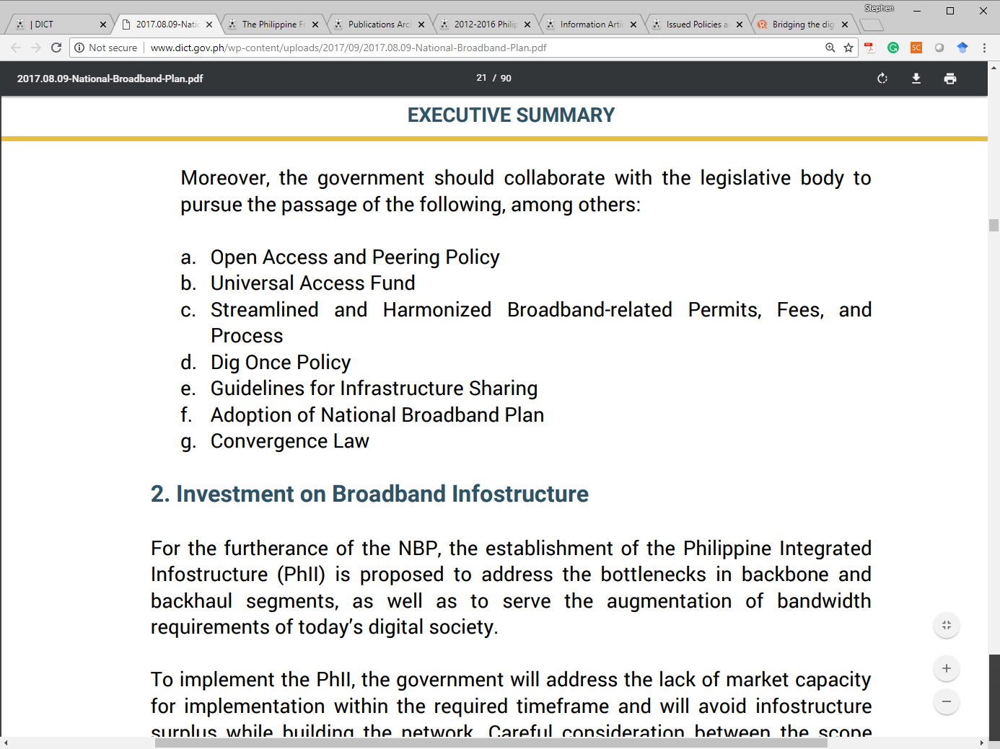 Stephen
| DICT
2017.08.09-Natio
The Philippine Fr
Publications Arch
2012-2016 Philip
Information Artic
Issued Policies a
Bridging the dig
Not secure | www.dict.gov.ph/wp-content/uploads/2017/09/2017.08.09-National-Broadband-Plan.pdf
2017.08.09-National-Broadband-Plan.pdf
21 / 90
EXECUTIVE SUMMARY
Moreover, the government should collaborate with the legislative body to
pursue the passage of the following, among others:
a. Open Access and Peering Policy
b. Universal Access Fund
c. Streamlined and Harmonized Broadband-related Permits, Fees, and
Process
d. Dig Once Policy
e. Guidelines for Infrastructure Sharing
f. Adoption of National Broadband Plan
g. Convergence Law
2. Investment on Broadband Infostructure
For the furtherance of the NBP, the establishment of the Philippine Integrated
Infostructure (PhII) is proposed to address the bottlenecks in backbone and
backhaul segments, as well as to serve the augmentation of bandwidth
requirements of today's digital society.
To implement the PhII, the government will address the lack of market capacity
for implementation within the required timeframe and will avoid infostructure
surplus while building the network. Careful consideration between the scope